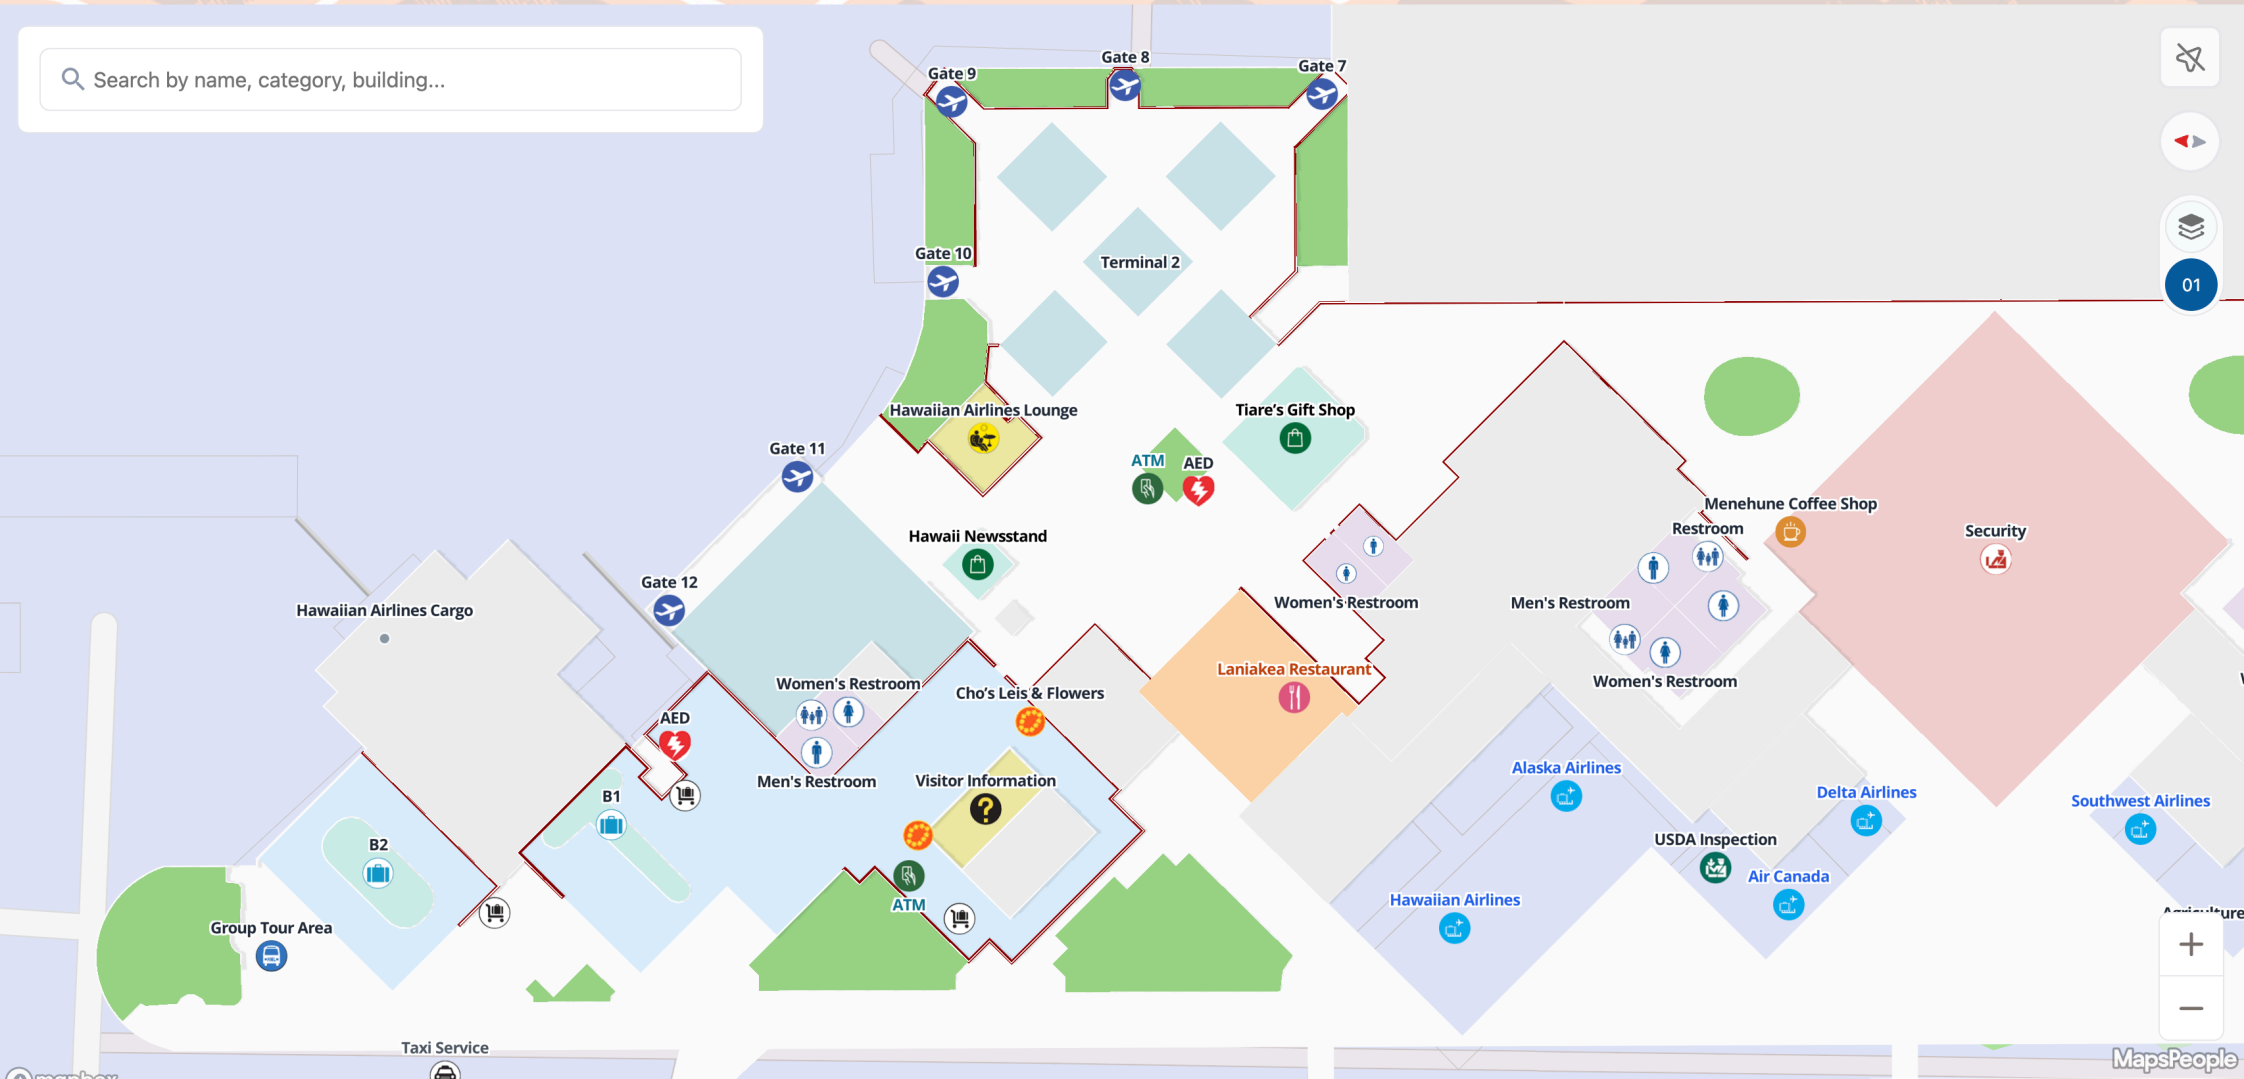 Search by name, category, building...
Gate 8
Gate 7
Gate 9
Gate 10
Terminal 2
01
Hawaiian Airlines Lounge
Tiare's Gift Shop
Gate 11
ATM
AED
Menehune Coffee Shop
Restroom
Security
Hawaii Newsstand
Gate 12
Hawaiian Airlines Cargo
Women's Restroom
Men's Restroom
Laniakea Restaurant
Women's Restroom
Women's Restroom
Cho's Leis & Flowers
AED
Men's Restroom
Visitor Information
Alaska Airlines
B1
Delta Airlines
Southwest Airlines
B2
USDA Inspection
Air Canada
ATM
Hawaiian Airlines
Group Tour Area
Taxi Service
MapsPeople
mapbox